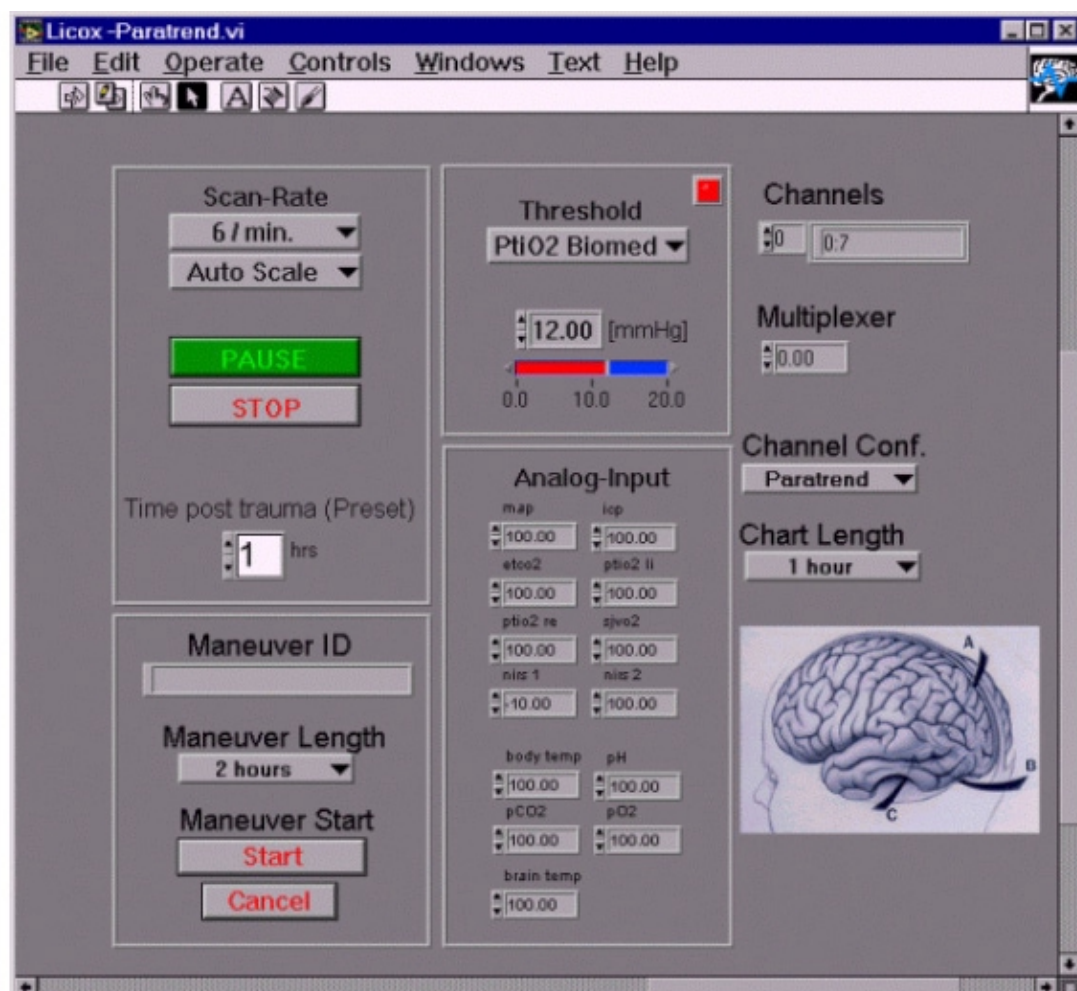 Licox -Paratrend.vi
File Edit Operate Controls Windows Text Help
A
Scan-Rate
6 / min.
Auto Scale
PAUSE
STOP
Time post trauma (Preset)
1 hrs
Maneuver ID
Maneuver Length
2 hours
Maneuver Start
Start
Cancel
Threshold
PtiO2 Biomed
12.00 [mmHg]
0.0 10.0 20.0
Analog-Input
map icp
100.00 100.00
etco2 ptio2 li
100.00 100.00
ptio2 re sjvo2
100.00 100.00
nirs 1 nirs 2
-10.00 100.00
body temp pH
100.00 100.00
pCO2 pO2
100.00 100.00
brain temp
100.00
Channels
0 0:7
Multiplexer
0.00
Channel Conf.
Paratrend
Chart Length
1 hour
A
B
C